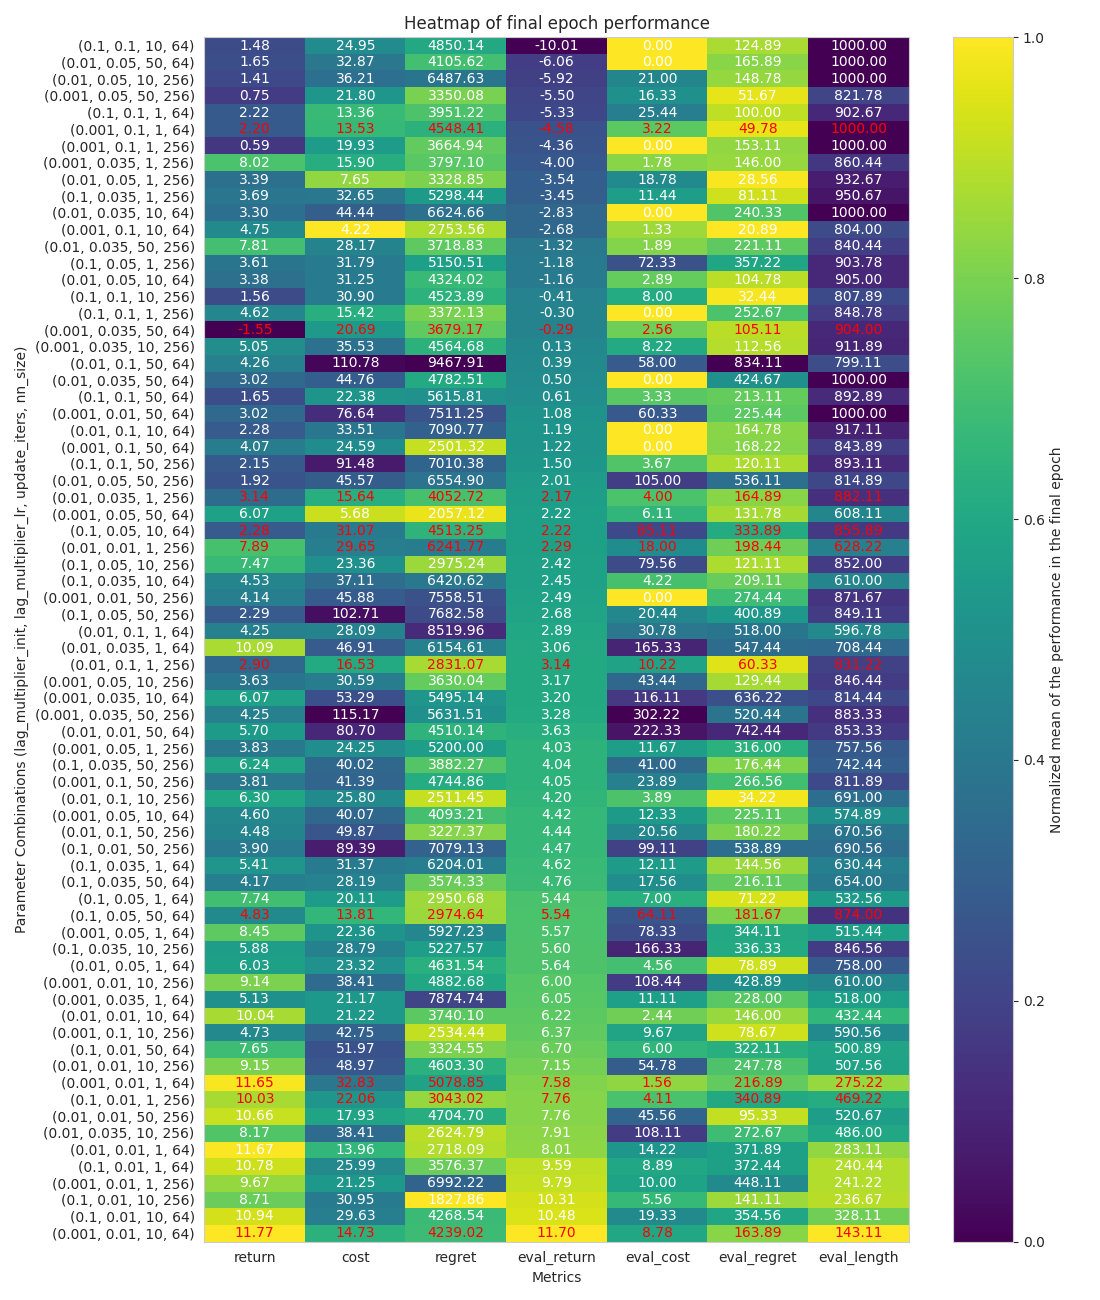 Heatmap of final epoch performance
(0.1, 0.1, 10, 64) 1.48 24.95 4850.14 -10.01 0.00 124.89 1000.00
(0.01, 0.05, 50, 64) 1.65 32.87 4105.62 -6.06 0.00 165.89 1000.00
(0.01, 0.05, 10, 256) 1.41 36.21 6487.63 -5.92 21.00 148.78 1000.00
(0.001, 0.05, 50, 256) 0.75 21.80 3350.08 -5.50 16.33 51.67 821.78
(0.1, 0.1, 1, 64) 2.22 13.36 3951.22 -5.33 25.44 100.00 902.67
(0.001, 0.1, 1, 64) 2.20 13.53 4548.41 -4.56 3.22 49.78 1000.00
(0.001, 0.1, 1, 256) 0.59 19.93 3664.94 -4.36 0.00 153.11 1000.00
(0.001, 0.035, 1, 256) 8.02 15.90 3797.10 -4.00 1.78 146.00 860.44
(0.01, 0.05, 1, 256) 3.39 7.65 3328.85 -3.54 18.78 28.56 932.67
(0.1, 0.035, 1, 256) 3.69 32.65 5298.44 -3.45 11.44 81.11 950.67
(0.01, 0.035, 10, 64) 3.30 44.44 6624.66 -2.83 0.00 240.33 1000.00
(0.001, 0.1, 10, 64) 4.75 4.22 2753.56 -2.68 1.33 20.89 804.00
(0.01, 0.035, 50, 256) 7.81 28.17 3718.83 -1.32 1.89 221.11 840.44
(0.1, 0.05, 1, 256) 3.61 31.79 5150.51 -1.18 72.33 357.22 903.78
(0.01, 0.05, 10, 64) 3.38 31.25 4324.02 -1.16 2.89 104.78 905.00
(0.1, 0.1, 10, 256) 1.56 30.90 4523.89 -0.41 8.00 32.44 807.89
(0.1, 0.1, 1, 256) 4.62 15.42 3372.13 -0.30 0.00 252.67 848.78
(0.001, 0.035, 50, 64) -1.55 20.69 3679.17 -0.29 2.56 105.11 904.00
(0.001, 0.035, 10, 256) 5.05 35.53 4564.68 0.13 8.22 112.56 911.89
(0.01, 0.1, 50, 64) 4.26 110.78 9467.91 0.39 58.00 834.11 799.11
(0.01, 0.035, 50, 64) 3.02 44.76 4782.51 0.50 0.00 424.67 1000.00
(0.1, 0.1, 50, 64) 1.65 22.38 5615.81 0.61 3.33 213.11 892.89
(0.001, 0.01, 50, 64) 3.02 76.64 7511.25 1.08 60.33 225.44 1000.00
(0.01, 0.1, 10, 64) 2.28 33.51 7090.77 1.19 0.00 164.78 917.11
(0.001, 0.1, 50, 64) 4.07 24.59 2501.32 1.22 0.00 168.22 843.89
(0.1, 0.1, 50, 256) 2.15 91.48 7010.38 1.50 3.67 120.11 893.11
(0.01, 0.05, 50, 256) 1.92 45.57 6554.90 2.01 105.00 536.11 814.89
(0.01, 0.035, 1, 256) 3.14 15.64 4052.72 2.17 4.00 164.89 882.11
(0.001, 0.05, 50, 64) 6.07 5.68 2057.12 2.22 6.11 131.78 608.11
(0.1, 0.05, 10, 64) 2.28 31.07 4513.25 2.22 333.89
(0.01, 0.01, 1, 256) 7.89 29.65 6241.77 2.29 18.00 198.44 628.22
(0.1, 0.05, 10, 256) 7.47 23.36 2975.24 2.42 79.56 121.11 852.00
(0.1, 0.035, 10, 64) 4.53 37.11 6420.62 2.45 4.22 209.11 610.00
(0.001, 0.01, 50, 256) 4.14 45.88 7558.51 2.49 0.00 274.44 871.67
(0.1, 0.05, 50, 256) 2.29 102.71 7682.58 2.68 20.44 400.89 849.11
(0.01, 0.1, 1, 64) 4.25 28.09 8519.96 2.89 30.78 518.00 596.78
(0.01, 0.035, 1, 64) 10.09 46.91 6154.61 3.06 165.33 547.44 708.44
(0.01, 0.1, 1, 256) 2.90 16.53 2831.07 3.14 10.22 60.33
(0.001, 0.05, 10, 256) 3.63 30.59 3630.04 3.17 43.44 129.44 846.44
(0.001, 0.035, 10, 64) 6.07 53.29 5495.14 3.20 116.11 636.22 814.44
(0.001, 0.035, 50, 256) 4.25 115.17 5631.51 3.28 302.22 520.44 883.33
(0.01, 0.01, 50, 64) 5.70 80.70 4510.14 3.63 222.33 742.44 853.33
(0.001, 0.05, 1, 256) 3.83 24.25 5200.00 4.03 11.67 316.00 757.56
(0.1, 0.035, 50, 256) 6.24 40.02 3882.27 4.04 41.00 176.44 742.44
(0.001, 0.1, 50, 256) 3.81 41.39 4744.86 4.05 23.89 266.56 811.89
(0.01, 0.1, 10, 256) 6.30 25.80 2511.45 4.20 3.89 34.22 691.00
(0.001, 0.05, 10, 64) 4.60 40.07 4093.21 4.42 12.33 225.11 574.89
(0.01, 0.1, 50, 256) 4.48 49.87 3227.37 4.44 20.56 180.22 670.56
(0.1, 0.01, 50, 256) 3.90 89.39 7079.13 4.47 99.11 538.89 690.56
(0.1, 0.035, 1, 64) 5.41 31.37 6204.01 4.62 12.11 144.56 630.44
(0.1, 0.035, 50, 64) 4.17 28.19 3574.33 4.76 17.56 216.11 654.00
(0.1, 0.05, 1, 64) 7.74 20.11 2950.68 5.44 7.00 71.22 532.56
(0.1, 0.05, 50, 64) 4.83 13.81 2974.64 5.54 64.11 181.67 874.00
(0.001, 0.05, 1, 64) 8.45 22.36 5927.23 5.57 78.33 344.11 515.44
(0.1, 0.035, 10, 256) 5.88 28.79 5227.57 5.60 166.33 336.33 846.56
(0.01, 0.05, 1, 64) 6.03 23.32 4631.54 5.64 4.56 78.89 758.00
(0.001, 0.01, 10, 256) 9.14 38.41 4882.68 6.00 108.44 428.89 610.00
(0.001, 0.035, 1, 64) 5.13 21.17 7874.74 6.05 11.11 228.00 518.00
(0.01, 0.01, 10, 64) 10.04 21.22 3740.10 6.22 2.44 146.00 432.44
(0.001, 0.1, 10, 256) 4.73 42.75 2534.44 6.37 9.67 78.67 590.56
(0.1, 0.01, 50, 64) 7.65 51.97 3324.55 6.70 6.00 322.11 500.89
(0.01, 0.01, 10, 256) 9.15 48.97 4603.30 7.15 54.78 247.78 507.56
(0.001, 0.01, 1, 64) 11.65 32.83 5078.85 7.58 1.56 216.89 275.22
(0.1, 0.01, 1, 256) 10.03 22.06 3043.02 7.76 4.11 340.89 469.22
(0.01, 0.01, 50, 256) 10.66 17.93 4704.70 7.76 45.56 95.33 520.67
(0.01, 0.035, 10, 256) 8.17 38.41 2624.79 7.91 108.11 272.67 486.00
(0.01, 0.01, 1, 64) 11.67 13.96 2718.09 8.01 14.22 371.89 283.11
(0.1, 0.01, 1, 64) 10.78 25.99 3576.37 9.59 8.89 372.44 240.44
(0.001, 0.01, 1, 256) 9.67 21.25 6992.22 9.79 10.00 448.11 241.22
(0.1, 0.01, 10, 256) 8.71 30.95 1827.86 10.31 5.56 141.11 236.67
(0.1, 0.01, 10, 64) 10.94 29.63 4268.54 10.48 19.33 354.56 328.11
(0.001, 0.01, 10, 64) 11.77 14.73 4239.02 11.70 8.78 163.89 143.11
return cost regret eval_return eval_cost eval_regret eval_length
Metrics
Parameter Combinations (lag_multiplier_init, lag_multiplier_lr, update_iters, nn_size)
1.0
0.8
0.6
0.4
0.2
0.0
Normalized mean of the performance in the final epoch